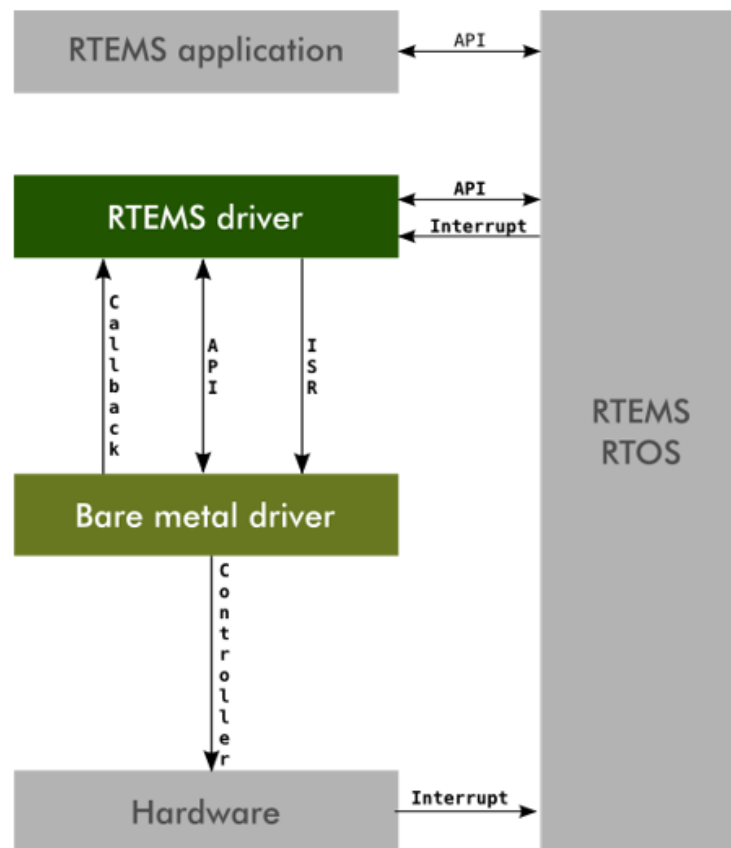 RTEMS application
API
RTEMS driver
API
Interrupt
Callback
API
ISR
RTEMS
RTOS
Bare metal driver
Controller
Hardware
Interrupt